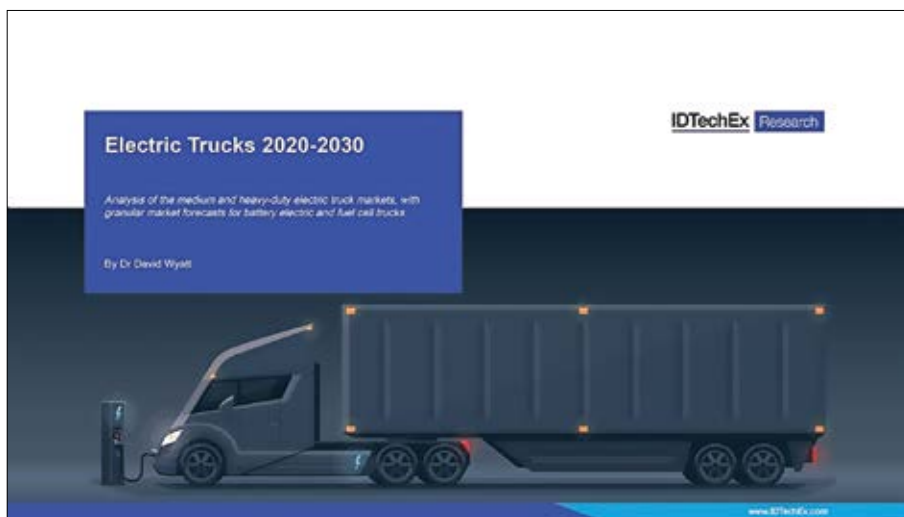 IDTechEx Research
Electric Trucks 2020-2030
Analysis of the medium and heavy-duty electric truck markets, with
granular market forecasts for battery electric and fuel cell trucks
By Dr David Wyatt
www.IDTechEx.com